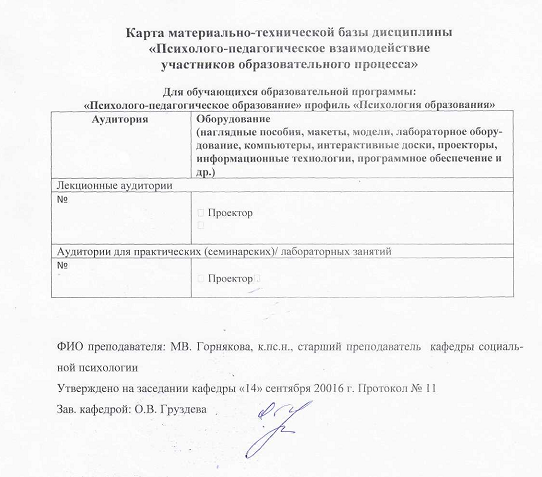 Карта материально-технической базы дисциплины
«Психолого-педагогическое взаимодействие
участников образовательного процесса»
Для обучающихся образовательной программы:
«Психолого-педагогическое образование» профиль «Психология образования»
Аудитория
Оборудование
(наглядные пособия, макеты, модели, лабораторное обору-
дование, компьютеры, интерактивные доски, проекторы,
информационные технологии, программное обеспечение и
др.)
Лекционные аудитории
№
Проектор
Аудитории для практических (семинарских)/ лабораторных занятий
№
Проектор
ФИО преподавателя: МВ. Горнякова, к.пс.н., старший преподаватель кафедры социаль-
ной психологии
Утверждено на заседании кафедры «14» сентября 20016 г. Протокол № 11
Зав. кафедрой: О.В. Груздева